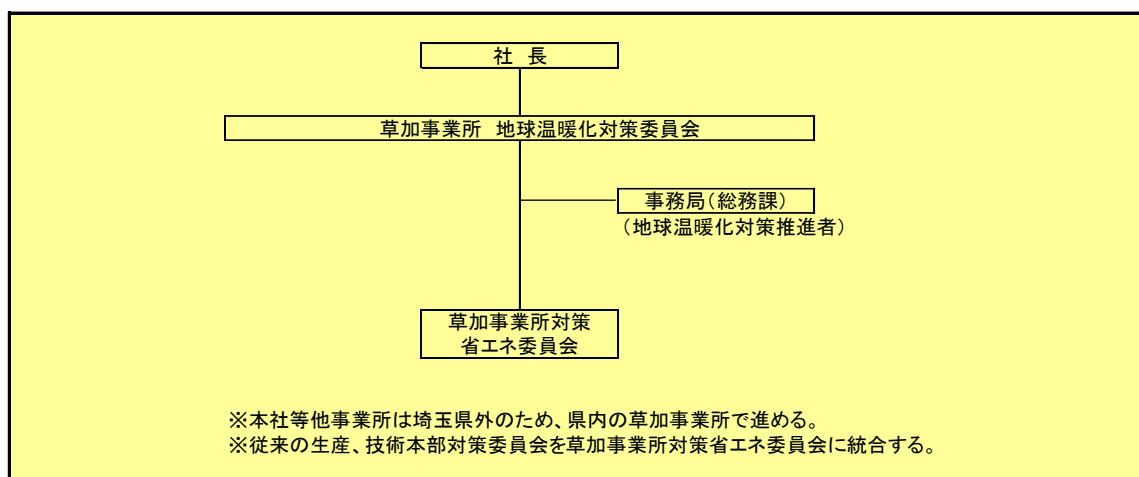 社 長
草加事業所 地球温暖化対策委員会
事務局(総務課)
(地球温暖化対策推進者)
草加事業所対策
省エネ委員会
※本社等他事業所は埼玉県外のため、県内の草加事業所で進める。
※従来の生産、技術本部対策委員会を草加事業所対策省エネ委員会に統合する。